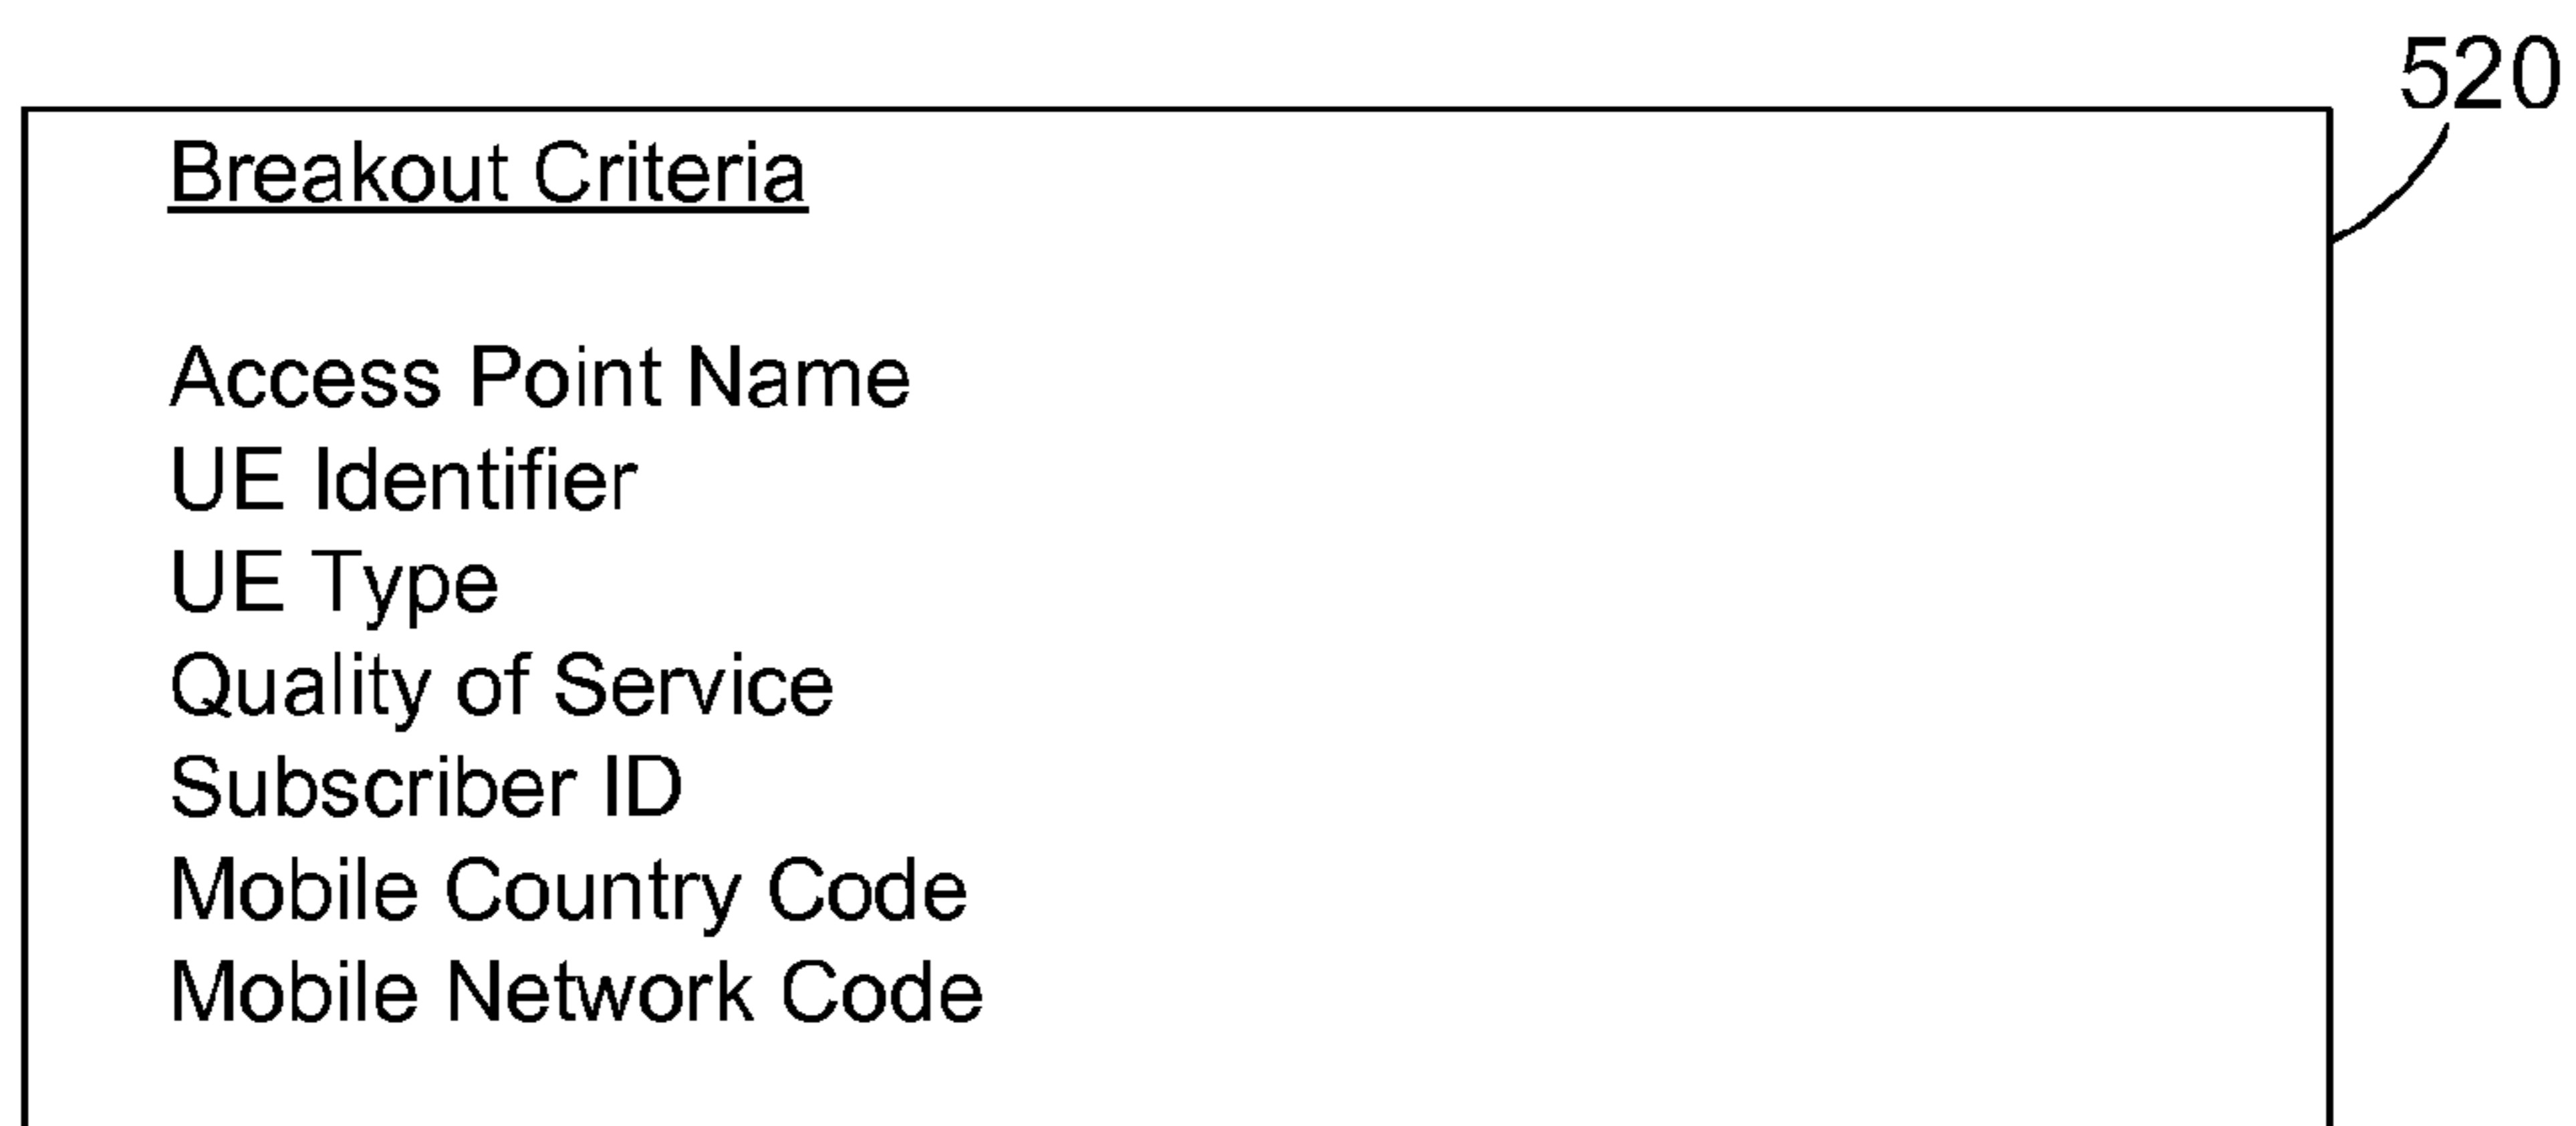 520
Breakout Criteria
Access Point Name
UE Identifier
UE Type
Quality of Service
Subscriber ID
Mobile Country Code
Mobile Network Code